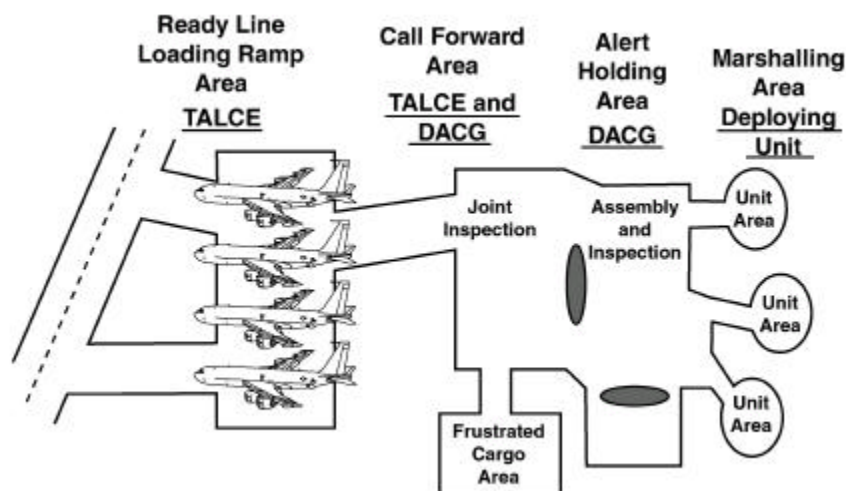 Ready Line
Loading Ramp
Area
TALCE
Call Forward
Area
TALCE and
DACG
Alert
Holding
Area
DACG
Marshalling
Area
Deploying
Unit
Joint
Inspection
Assembly
and
Inspection
Unit
Area
Unit
Area
Unit
Area
Frustrated
Cargo
Area